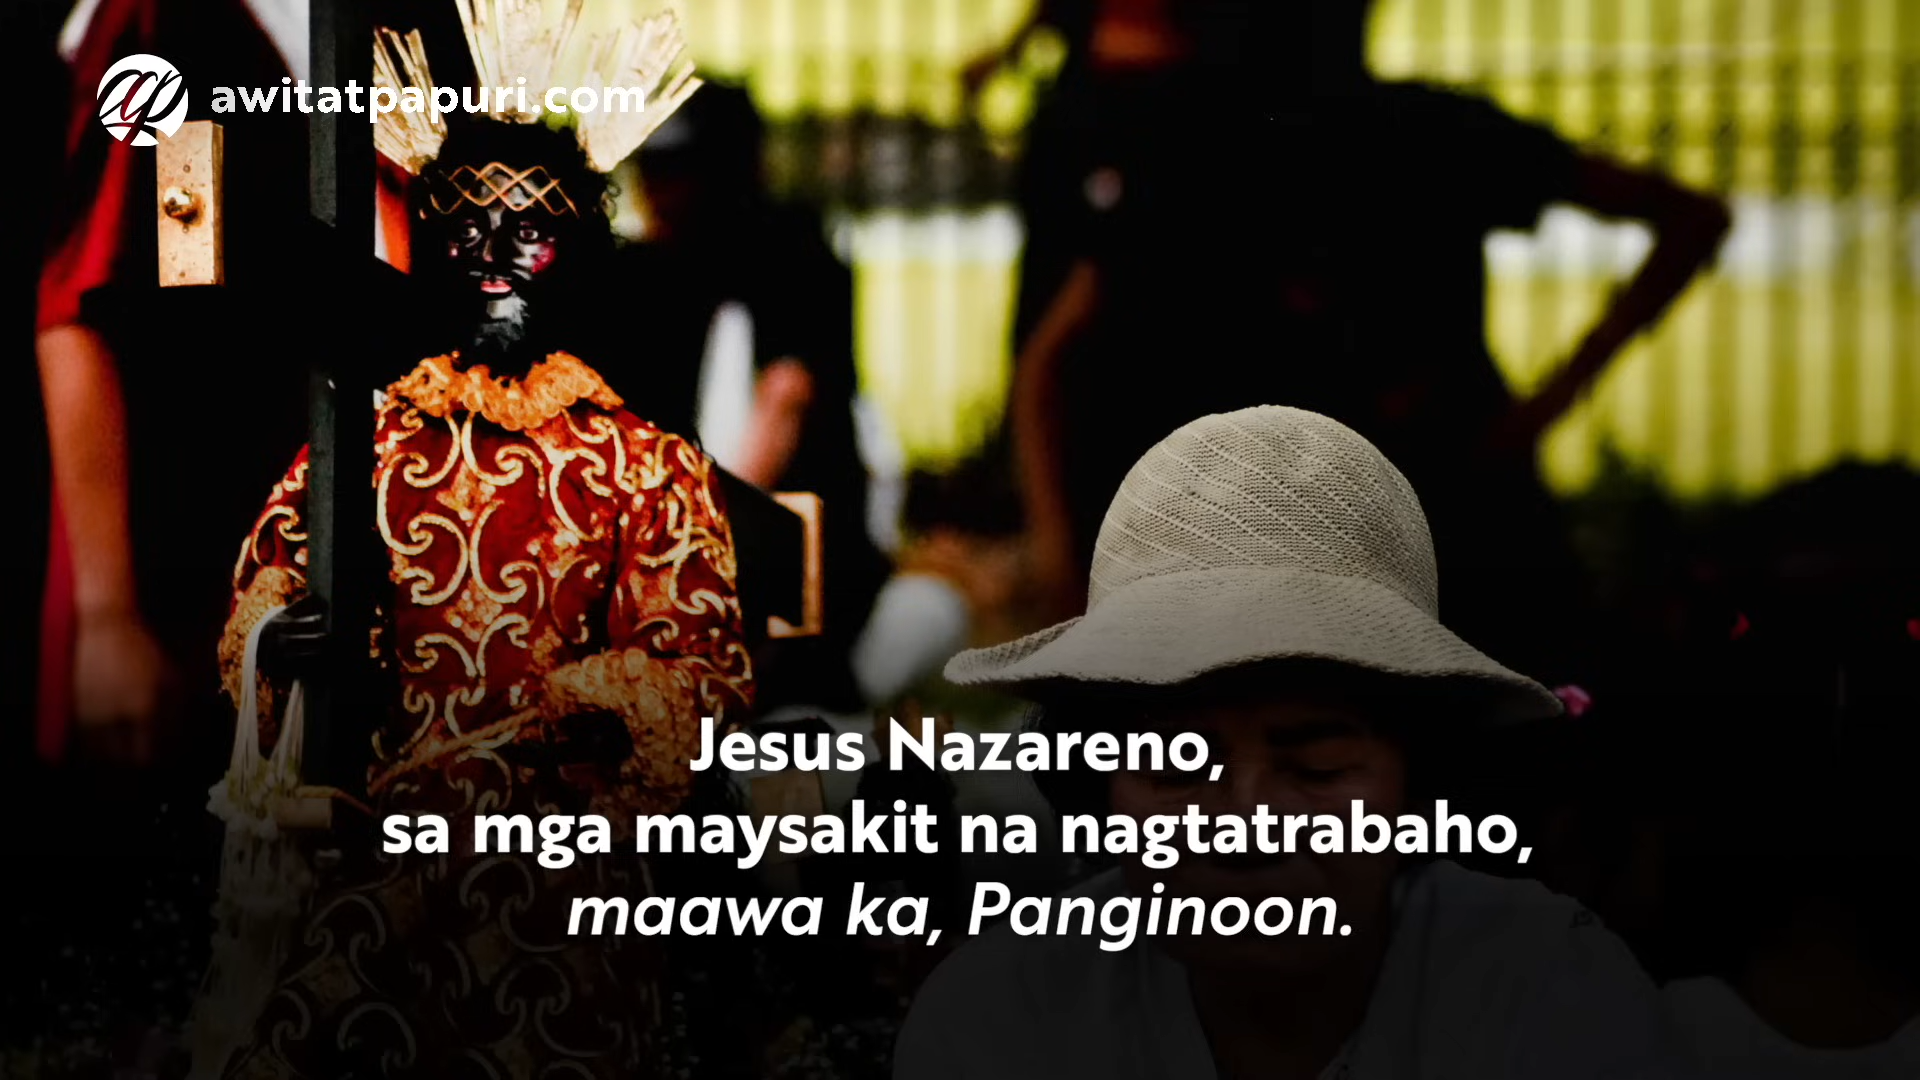 awitatpapuri.com
Jesus Nazareno,
sa mga maysakit na nagtatrabaho,
maawa ka, Panginoon.